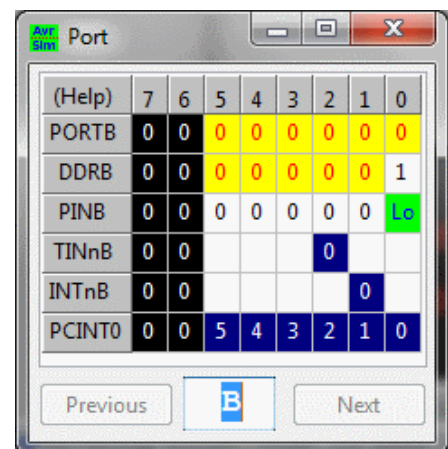 Avr
Sim
Port
(Help) 7 6 5 4 3 2 1 0
PORTB 0 0 0 0 0 0 0 0
DDRB 0 0 0 0 0 0 0 1
PINB 0 0 0 0 0 0 0 Lo
TINnB 0 0 0
INTnB 0 0 0
PCINT0 0 0 5 4 3 2 1 0
Previous B Next